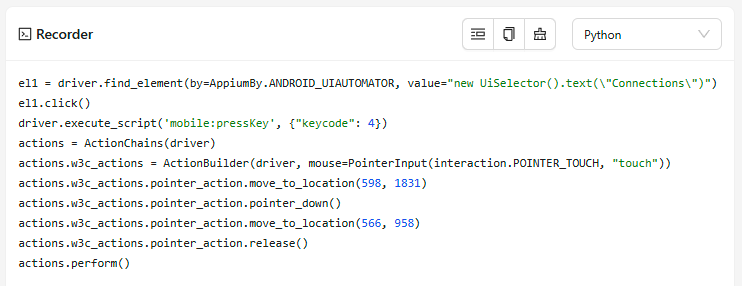 Recorder
Python
el1 = driver.find_element(by=AppiumBy.ANDROID_UIAUTOMATOR, value="new UiSelector().text(\"Connections\")")
el1.click()
driver.execute_script('mobile:pressKey', {"keycode": 4})
actions = ActionChains(driver)
actions.w3c_actions = ActionBuilder(driver, mouse=PointerInput(interaction.POINTER_TOUCH, "touch"))
actions.w3c_actions.pointer_action.move_to_location(598, 1831)
actions.w3c_actions.pointer_action.pointer_down()
actions.w3c_actions.pointer_action.move_to_location(566, 958)
actions.w3c_actions.pointer_action.release()
actions.perform()